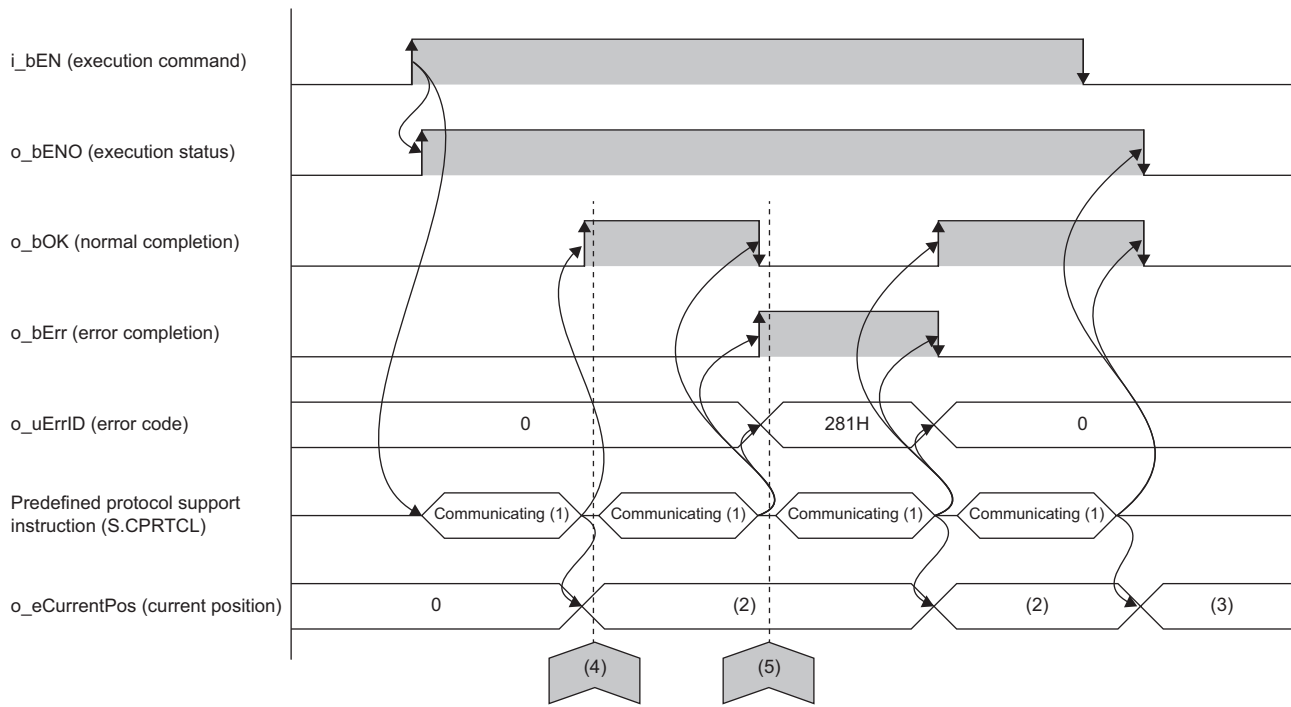 i_bEN (execution command)
o_bENO (execution status)
o_bOK (normal completion)
o_bErr (error completion)
o_uErrID (error code)
0
281H
0
Predefined protocol support
instruction (S.CPRTCL)
Communicating (1)
Communicating (1)
Communicating (1)
Communicating (1)
o_eCurrentPos (current position)
0
(2)
(2)
(3)
(4)
(5)